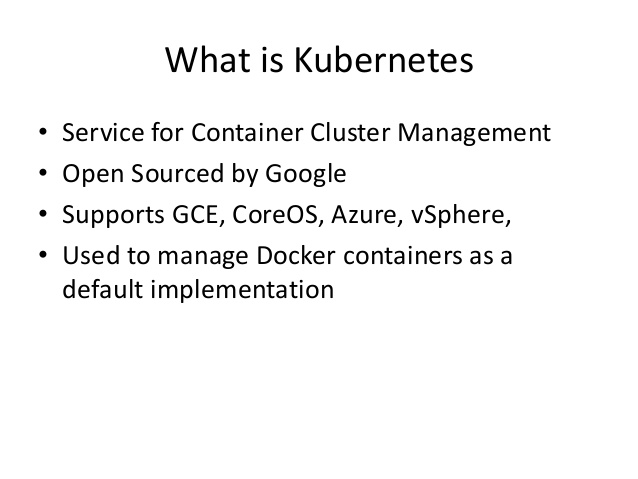 What is Kubernetes
• Service for Container Cluster Management
• Open Sourced by Google
• Supports GCE, CoreOS, Azure, vSphere,
• Used to manage Docker containers as a
default implementation